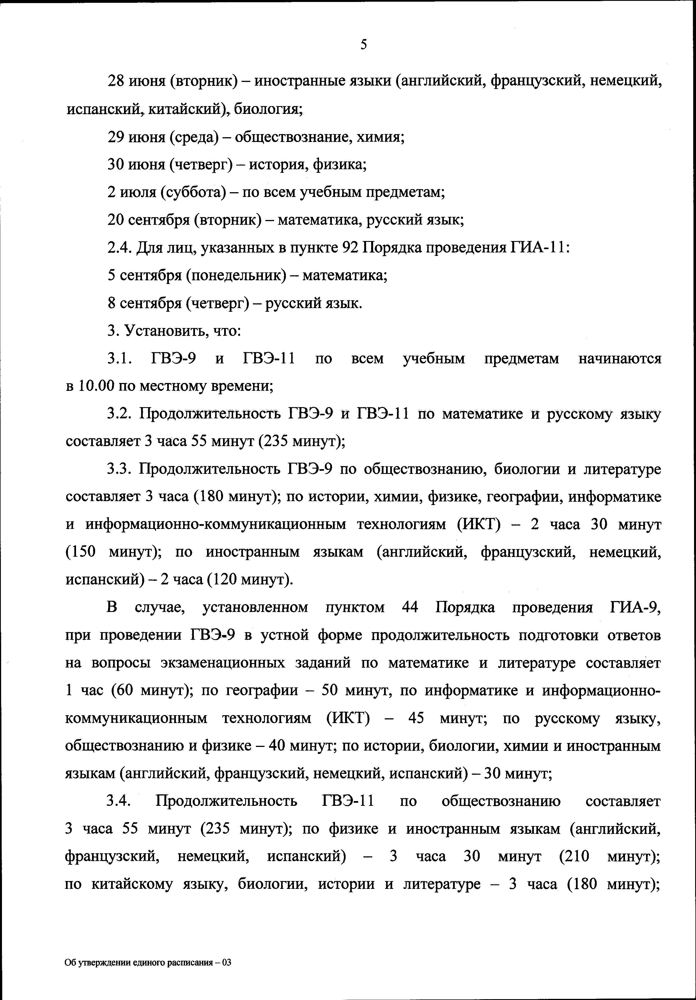 5
28 июня (вторник) – иностранные языки (английский, французский, немецкий,
испанский, китайский), биология;
29 июня (среда) – обществознание, химия;
30 июня (четверг) – история, физика;
2 июля (суббота) – по всем учебным предметам;
20 сентября (вторник) – математика, русский язык;
2.4. Для лиц, указанных в пункте 92 Порядка проведения ГИА-11:
5 сентября (понедельник) – математика;
8 сентября (четверг) – русский язык.
3. Установить, что:
3.1. ГВЭ-9 и ГВЭ-11 по всем учебным предметам начинаются
в 10.00 по местному времени;
3.2. Продолжительность ГВЭ-9 и ГВЭ-11 по математике и русскому языку
составляет 3 часа 55 минут (235 минут);
3.3. Продолжительность ГВЭ-9 по обществознанию, биологии и литературе
составляет 3 часа (180 минут); по истории, химии, физике, географии, информатике
и информационно-коммуникационным технологиям (ИКТ) – 2 часа 30 минут
(150 минут); по иностранным языкам (английский, французский, немецкий,
испанский) – 2 часа (120 минут).
В случае, установленном пунктом 44 Порядка проведения ГИА-9,
при проведении ГВЭ-9 в устной форме продолжительность подготовки ответов
на вопросы экзаменационных заданий по математике и литературе составляет
1 час (60 минут); по географии – 50 минут, по информатике и информационно-
коммуникационным технологиям (ИКТ) – 45 минут; по русскому языку,
обществознанию и физике – 40 минут; по истории, биологии, химии и иностранным
языкам (английский, французский, немецкий, испанский) – 30 минут;
3.4. Продолжительность ГВЭ-11 по обществознанию составляет
3 часа 55 минут (235 минут); по физике и иностранным языкам (английский,
французский, немецкий, испанский) – 3 часа 30 минут (210 минут);
по китайскому языку, биологии, истории и литературе – 3 часа (180 минут);
Об утверждении единого расписания – 03